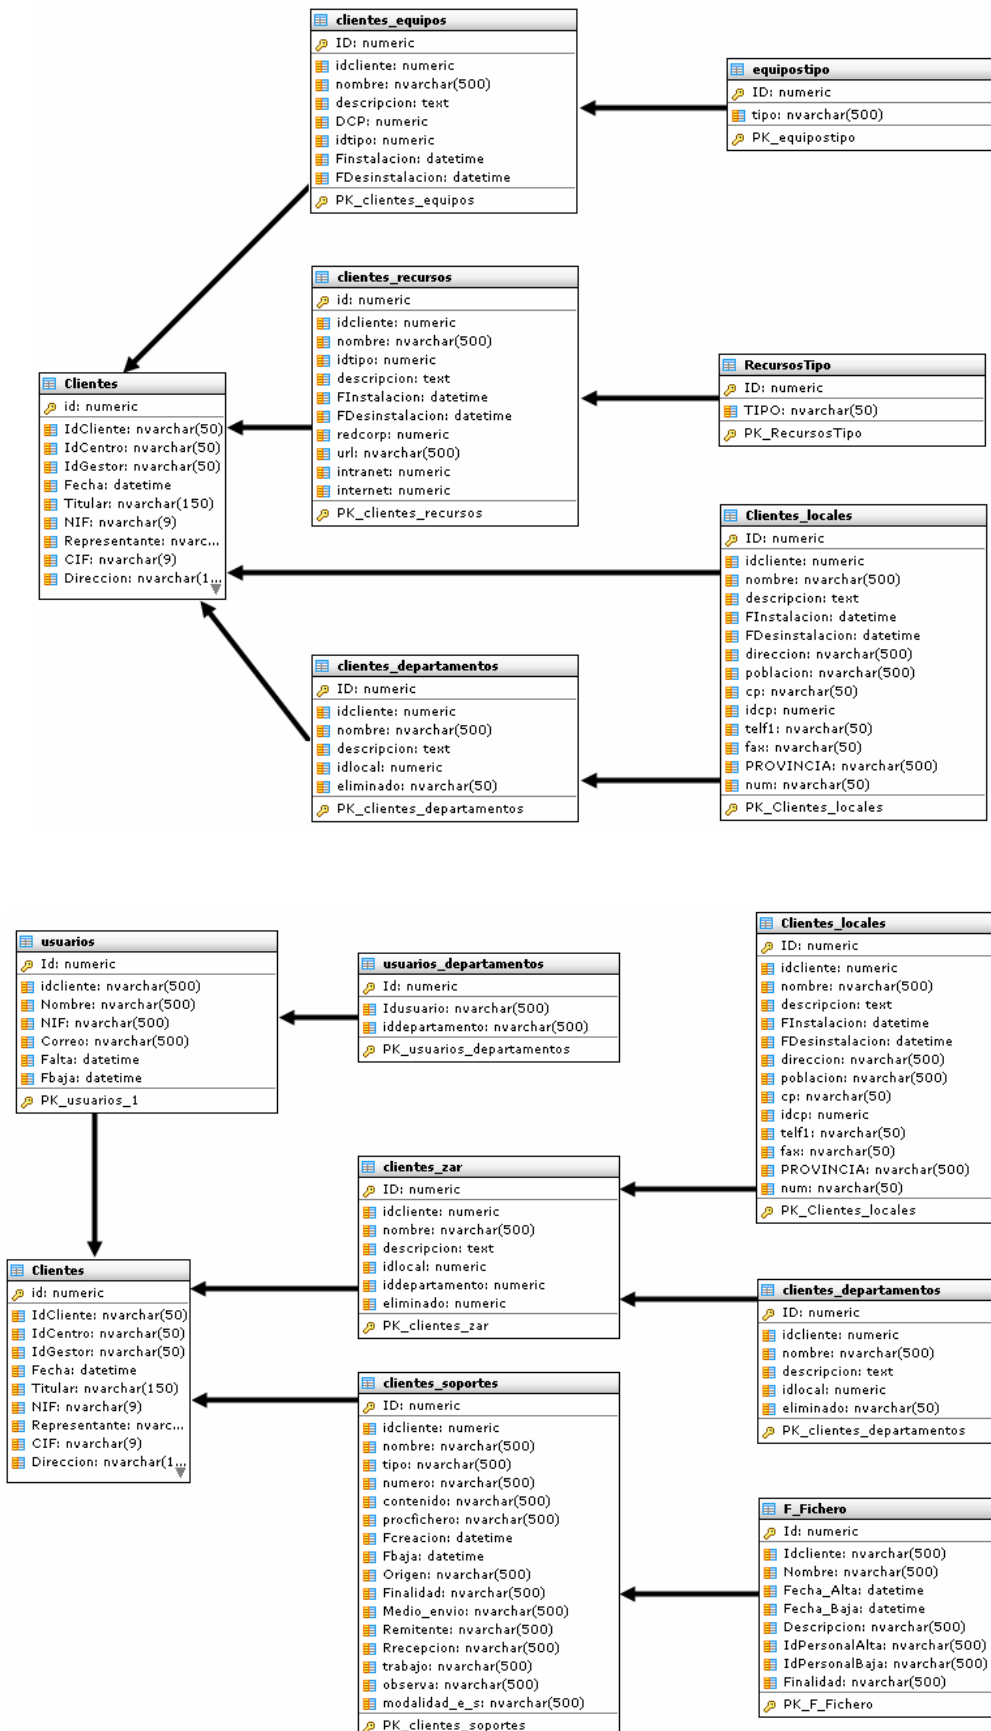 clientes_equipos
ID: numeric
idcliente: numeric
nombre: nvarchar(500)
descripcion: text
DCP: numeric
idtipo: numeric
Finstalacion: datetime
FDesinstalacion: datetime
PK_clientes_equipos
equipostipo
ID: numeric
tipo: nvarchar(500)
PK_equipostipo
clientes_recursos
id: numeric
idcliente: numeric
nombre: nvarchar(500)
idtipo: numeric
descripcion: text
FInstalacion: datetime
FDesinstalacion: datetime
redcorp: numeric
url: nvarchar(500)
intranet: numeric
internet: numeric
PK_clientes_recursos
RecursosTipo
ID: numeric
TIPO: nvarchar(50)
PK_RecursosTipo
Clientes
id: numeric
IdCliente: nvarchar(50)
IdCentro: nvarchar(50)
IdGestor: nvarchar(50)
Fecha: datetime
Titular: nvarchar(150)
NIF: nvarchar(9)
Representante: nvarc...
CIF: nvarchar(9)
Direccion: nvarchar(1...
Clientes_locales
ID: numeric
idcliente: numeric
nombre: nvarchar(500)
descripcion: text
FInstalacion: datetime
FDesinstalacion: datetime
direccion: nvarchar(500)
poblacion: nvarchar(500)
cp: nvarchar(50)
idcp: numeric
telf1: nvarchar(50)
fax: nvarchar(50)
PROVINCIA: nvarchar(500)
num: nvarchar(50)
PK_Clientes_locales
clientes_departamentos
ID: numeric
idcliente: numeric
nombre: nvarchar(500)
descripcion: text
idlocal: numeric
eliminado: nvarchar(50)
PK_clientes_departamentos
usuarios
Id: numeric
idcliente: nvarchar(500)
Nombre: nvarchar(500)
NIF: nvarchar(500)
Correo: nvarchar(500)
Falta: datetime
Fbaja: datetime
PK_usuarios_1
usuarios_departamentos
Id: numeric
Idusuario: nvarchar(500)
iddepartamento: nvarchar(500)
PK_usuarios_departamentos
Clientes_locales
ID: numeric
idcliente: numeric
nombre: nvarchar(500)
descripcion: text
FInstalacion: datetime
FDesinstalacion: datetime
direccion: nvarchar(500)
poblacion: nvarchar(500)
cp: nvarchar(50)
idcp: numeric
telf1: nvarchar(50)
fax: nvarchar(50)
PROVINCIA: nvarchar(500)
num: nvarchar(50)
PK_Clientes_locales
clientes_zar
ID: numeric
idcliente: numeric
nombre: nvarchar(500)
descripcion: text
idlocal: numeric
iddepartamento: numeric
eliminado: numeric
PK_clientes_zar
Clientes
id: numeric
IdCliente: nvarchar(50)
IdCentro: nvarchar(50)
IdGestor: nvarchar(50)
Fecha: datetime
Titular: nvarchar(150)
NIF: nvarchar(9)
Representante: nvarc...
CIF: nvarchar(9)
Direccion: nvarchar(1...
clientes_departamentos
ID: numeric
idcliente: numeric
nombre: nvarchar(500)
descripcion: text
idlocal: numeric
eliminado: nvarchar(50)
PK_clientes_departamentos
clientes_soportes
ID: numeric
idcliente: numeric
nombre: nvarchar(500)
tipo: nvarchar(500)
numero: nvarchar(500)
contenido: nvarchar(500)
procfichero: nvarchar(500)
Fcreacion: datetime
Fbaja: datetime
Origen: nvarchar(500)
Finalidad: nvarchar(500)
Medio_envio: nvarchar(500)
Remitente: nvarchar(500)
Rrecepcion: nvarchar(500)
trabajo: nvarchar(500)
observa: nvarchar(500)
modalidad_e_s: nvarchar(500)
PK_clientes_soportes
F_Fichero
Id: numeric
Idcliente: nvarchar(500)
Nombre: nvarchar(500)
Fecha_Alta: datetime
Fecha_Baja: datetime
Descripcion: nvarchar(500)
IdPersonalAlta: nvarchar(500)
IdPersonalBaja: nvarchar(500)
Finalidad: nvarchar(500)
PK_F_Fichero